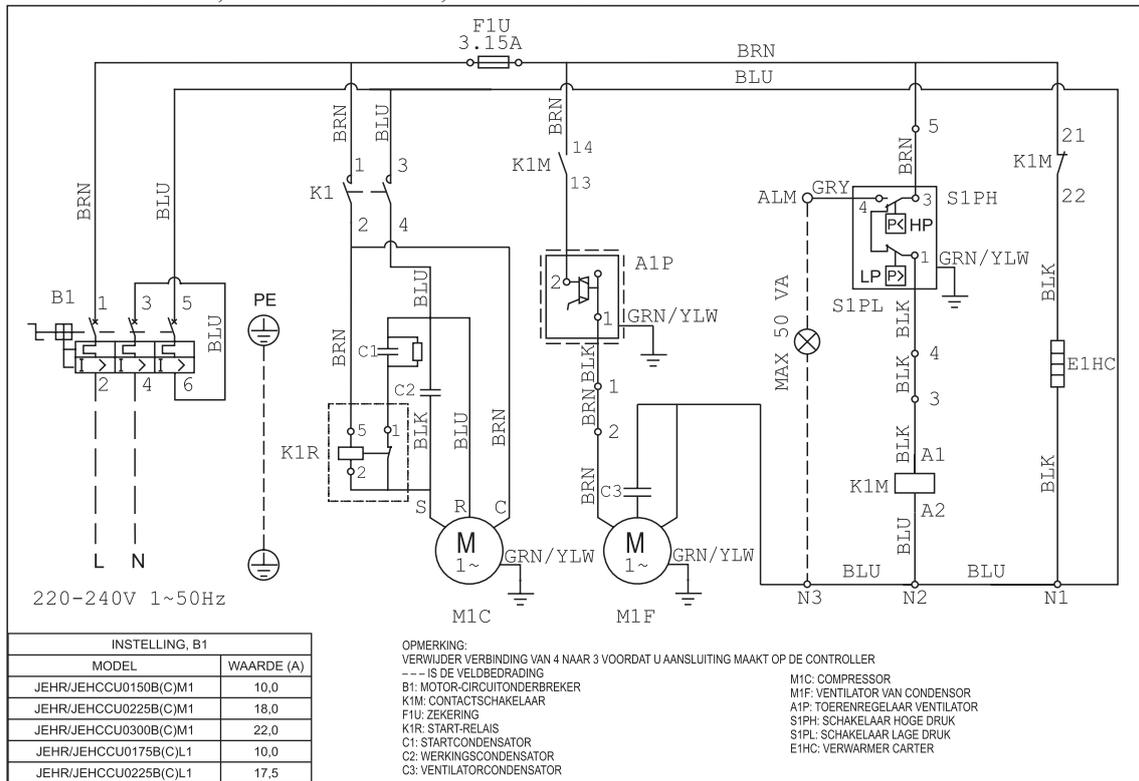 F1U
3.15A
BRN
BLU
BRN
BLU
BRN
BRN
BLU
1
3
K1
2
4
14
K1M
13
5
BRN
21
K1M
22
ALM
GRY
4
3
S1PH
P<
HP
1
LP
P>
GRN/YLW
S1PL
A1P
2
1
GRN/YLW
B1
1
3
5
2
4
6
BLU
PE
BRN
BLU
C1
C2
BLK
BLU
BRN
K1R
5
1
2
S
R
C
M
1~
GRN/YLW
M1C
BLK
1
BRN
2
BRN
C3
M
1~
GRN/YLW
M1F
MAX 50 VA
BLK
4
BLK
3
BLK
A1
K1M
A2
BLU
BLK
E1HC
BLK
BLU
BLU
N3
N2
N1
L
N
220-240V 1~50Hz
INSTELLING, B1
MODEL WAARDE (A)
JEHR/JEHCCU0150B(C)M1 10,0
JEHR/JEHCCU0225B(C)M1 18,0
JEHR/JEHCCU0300B(C)M1 22,0
JEHR/JEHCCU0175B(C)L1 10,0
JEHR/JEHCCU0225B(C)L1 17,5
OPMERKING:
VERWIJDER VERBINDING VAN 4 NAAR 3 VOORDAT U AANSLUITING MAAKT OP DE CONTROLLER
---- IS DE VELDBEDRADING
B1: MOTOR-CIRCUITONDERBREKER
K1M: CONTACTSCHAKELAAR
F1U: ZEKERING
K1R: START-RELAIS
C1: STARTCONDENSATOR
C2: WERKINGSCONDENSATOR
C3: VENTILATORCONDENSATOR
M1C: COMPRESSOR
M1F: VENTILATOR VAN CONDENSOR
A1P: TOERENREGELAAR VENTILATOR
S1PH: SCHAKELAAR HOGE DRUK
S1PL: SCHAKELAAR LAGE DRUK
E1HC: VERWARMER CARTER